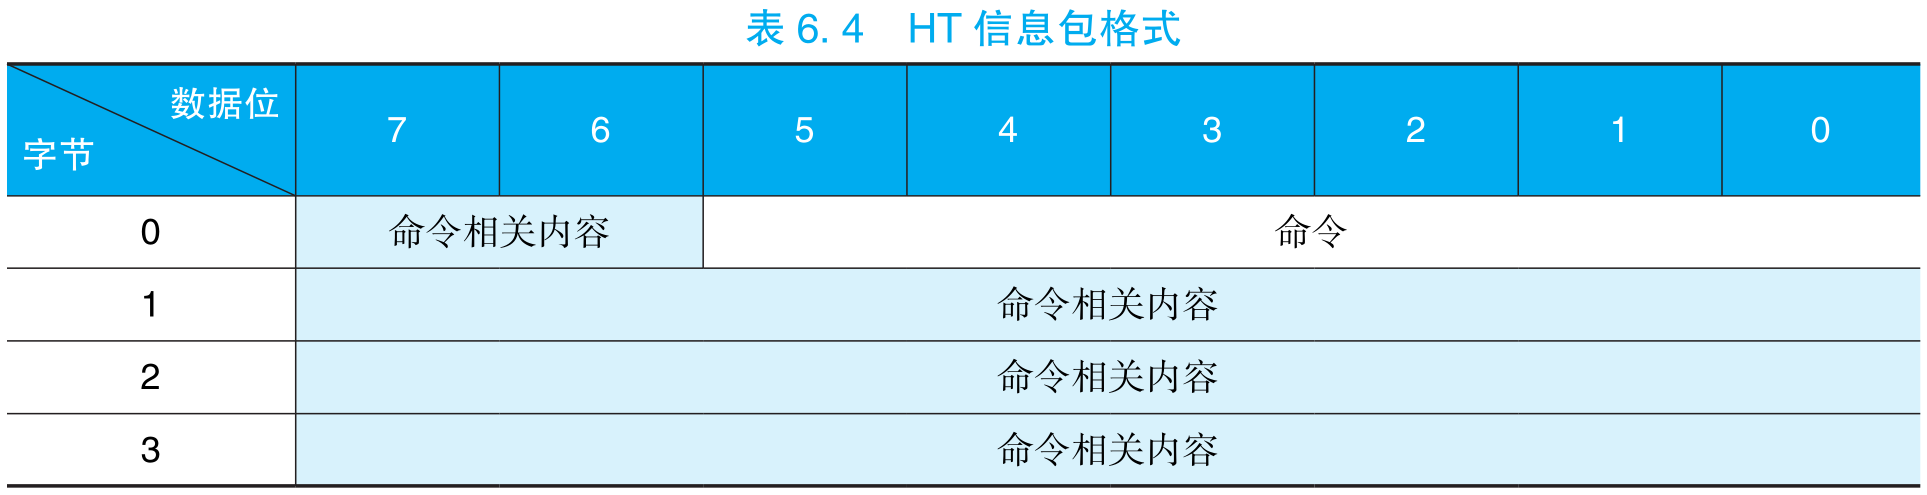 表 6.4 HT 信息包格式
数据位
字节
7 6 5 4 3 2 1 0
0 命令相关内容 命令
1 命令相关内容
2 命令相关内容
3 命令相关内容